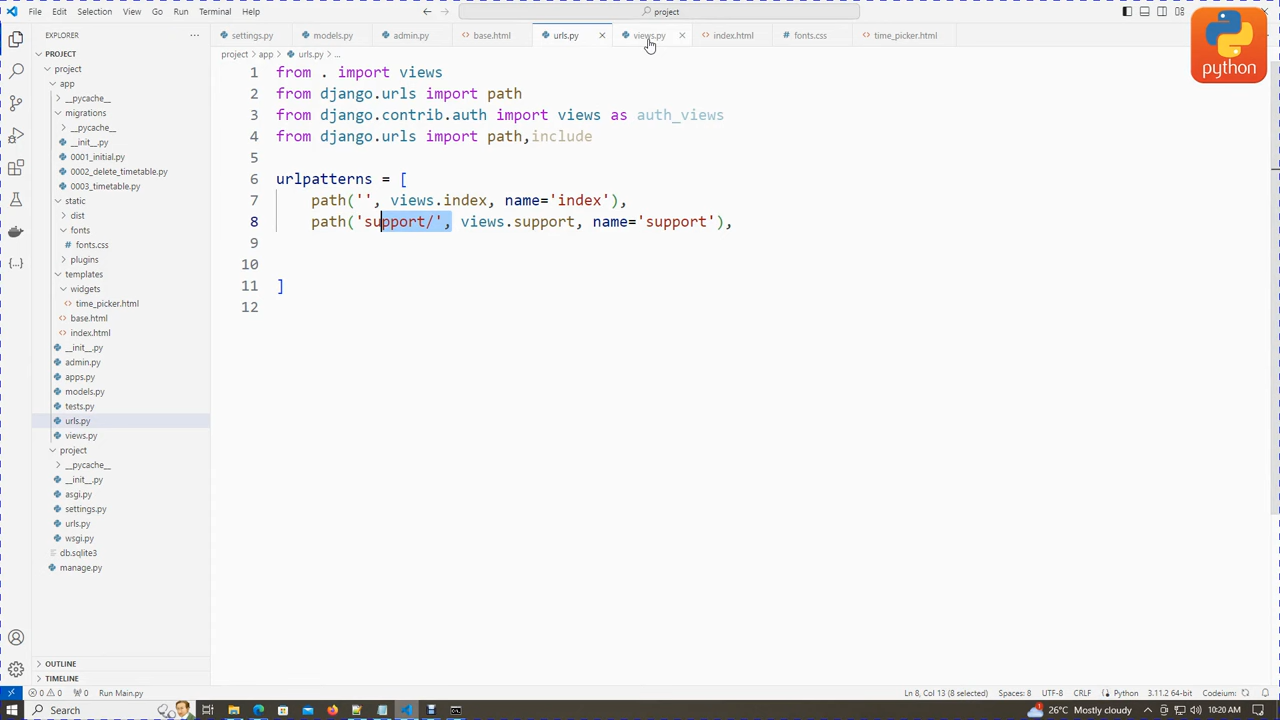 File Edit Selection View Go Run Terminal Help
project
python
EXPLORER
settings.py models.py admin.py base.html urls.py views.py index.html fonts.css time_picker.html
project > app > urls.py > ...
PROJECT
project
app
__pycache__
migrations
__pycache__
__init__.py
0001_initial.py
0002_delete_timetable.py
0003_timetable.py
static
dist
fonts
fonts.css
plugins
templates
widgets
time_picker.html
base.html
index.html
__init__.py
admin.py
apps.py
models.py
tests.py
urls.py
views.py
project
__pycache__
__init__.py
asgi.py
settings.py
urls.py
wsgi.py
db.sqlite3
manage.py
OUTLINE
TIMELINE
1 from . import views
2 from django.urls import path
3 from django.contrib.auth import views as auth_views
4 from django.urls import path,include
5
6 urlpatterns = [
7 path('', views.index, name='index'),
8 path('support/', views.support, name='support'),
9
10
11 ]
12
0 0 0 Run Main.py
Ln 8, Col 13 (8 selected) Spaces: 8 UTF-8 CRLF Python 3.11.2 64-bit Codeium:
Search
26°C Mostly cloudy 10:20 AM